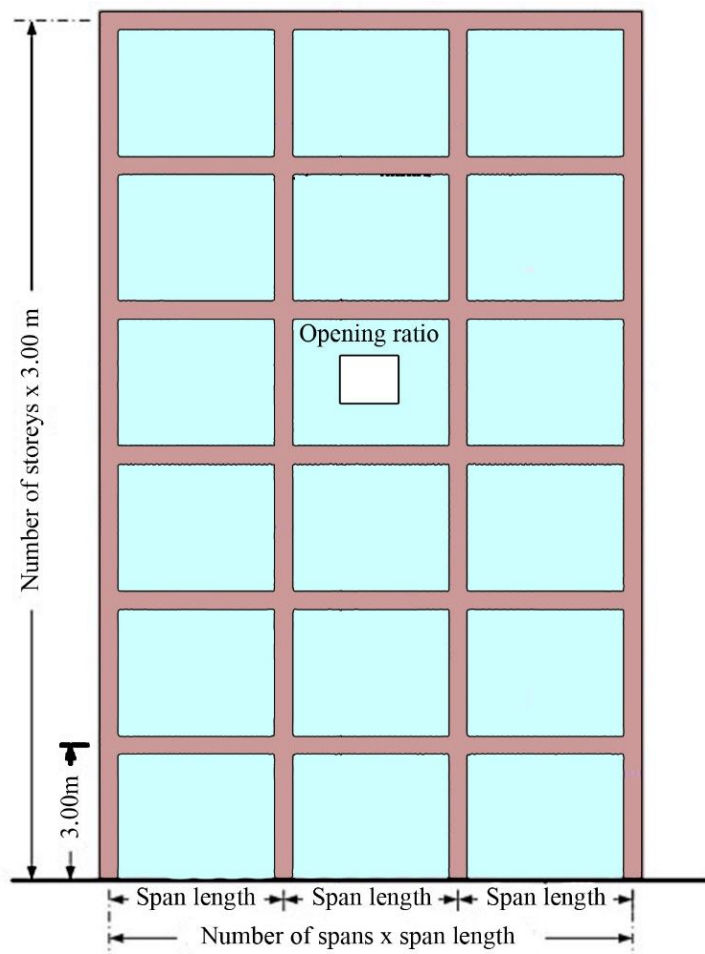 Opening ratio
Number of storeys x 3.00 m
3.00m
Span length
Span length
Span length
Number of spans x span length